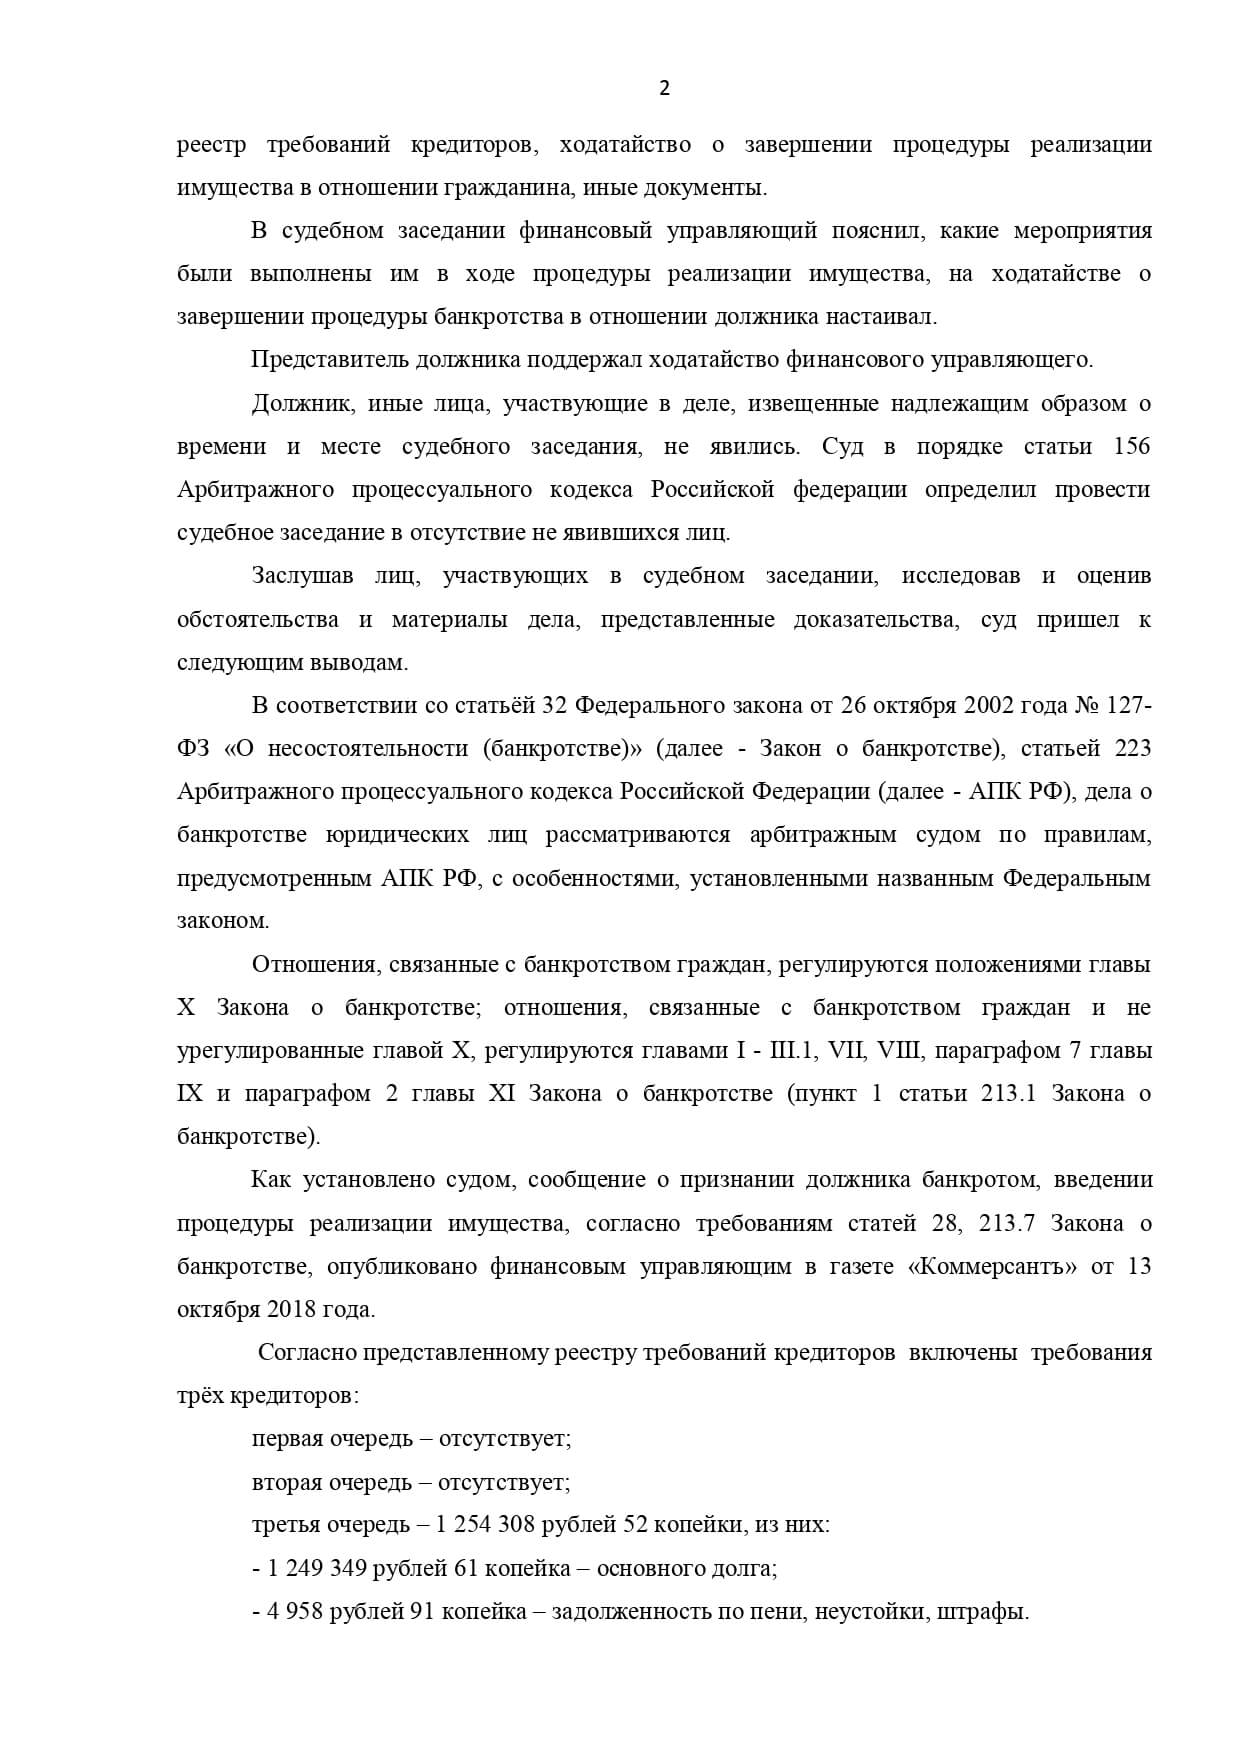 2
реестр требований кредиторов, ходатайство о завершении процедуры реализации
имущества в отношении гражданина, иные документы.
В судебном заседании финансовый управляющий пояснил, какие мероприятия
были выполнены им в ходе процедуры реализации имущества, на ходатайстве о
завершении процедуры банкротства в отношении должника настаивал.
Представитель должника поддержал ходатайство финансового управляющего.
Должник, иные лица, участвующие в деле, извещенные надлежащим образом о
времени и месте судебного заседания, не явились. Суд в порядке статьи 156
Арбитражного процессуального кодекса Российской федерации определил провести
судебное заседание в отсутствие не явившихся лиц.
Заслушав лиц, участвующих в судебном заседании, исследовав и оценив
обстоятельства и материалы дела, представленные доказательства, суд пришел к
следующим выводам.
В соответствии со статьёй 32 Федерального закона от 26 октября 2002 года № 127-
ФЗ «О несостоятельности (банкротстве)» (далее - Закон о банкротстве), статьей 223
Арбитражного процессуального кодекса Российской Федерации (далее - АПК РФ), дела о
банкротстве юридических лиц рассматриваются арбитражным судом по правилам,
предусмотренным АПК РФ, с особенностями, установленными названным Федеральным
законом.
Отношения, связанные с банкротством граждан, регулируются положениями главы
X Закона о банкротстве; отношения, связанные с банкротством граждан и не
урегулированные главой X, регулируются главами I - III.1, VII, VIII, параграфом 7 главы
IX и параграфом 2 главы XI Закона о банкротстве (пункт 1 статьи 213.1 Закона о
банкротстве).
Как установлено судом, сообщение о признании должника банкротом, введении
процедуры реализации имущества, согласно требованиям статей 28, 213.7 Закона о
банкротстве, опубликовано финансовым управляющим в газете «Коммерсантъ» от 13
октября 2018 года.
Согласно представленному реестру требований кредиторов включены требования
трёх кредиторов:
первая очередь – отсутствует;
вторая очередь – отсутствует;
третья очередь – 1 254 308 рублей 52 копейки, из них:
- 1 249 349 рублей 61 копейка – основного долга;
- 4 958 рублей 91 копейка – задолженность по пени, неустойки, штрафы.